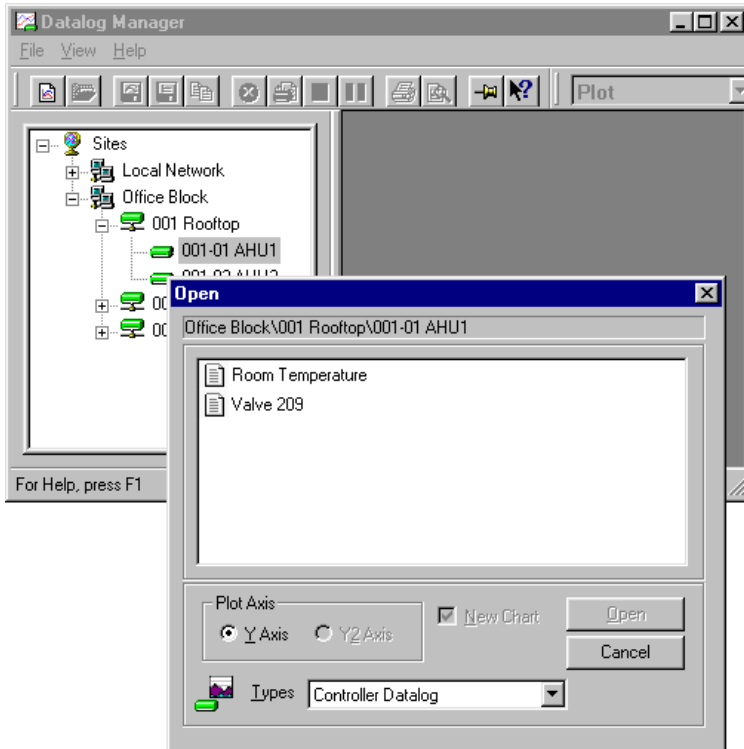 Datalog Manager
File View Help
Plot
Sites
Local Network
Office Block
001 Rooftop
001-01 AHU1
Open
Office Block\001 Rooftop\001-01 AHU1
Room Temperature
Valve 209
For Help, press F1
Plot Axis
Y Axis
Y2 Axis
New Chart
Open
Cancel
Types
Controller Datalog